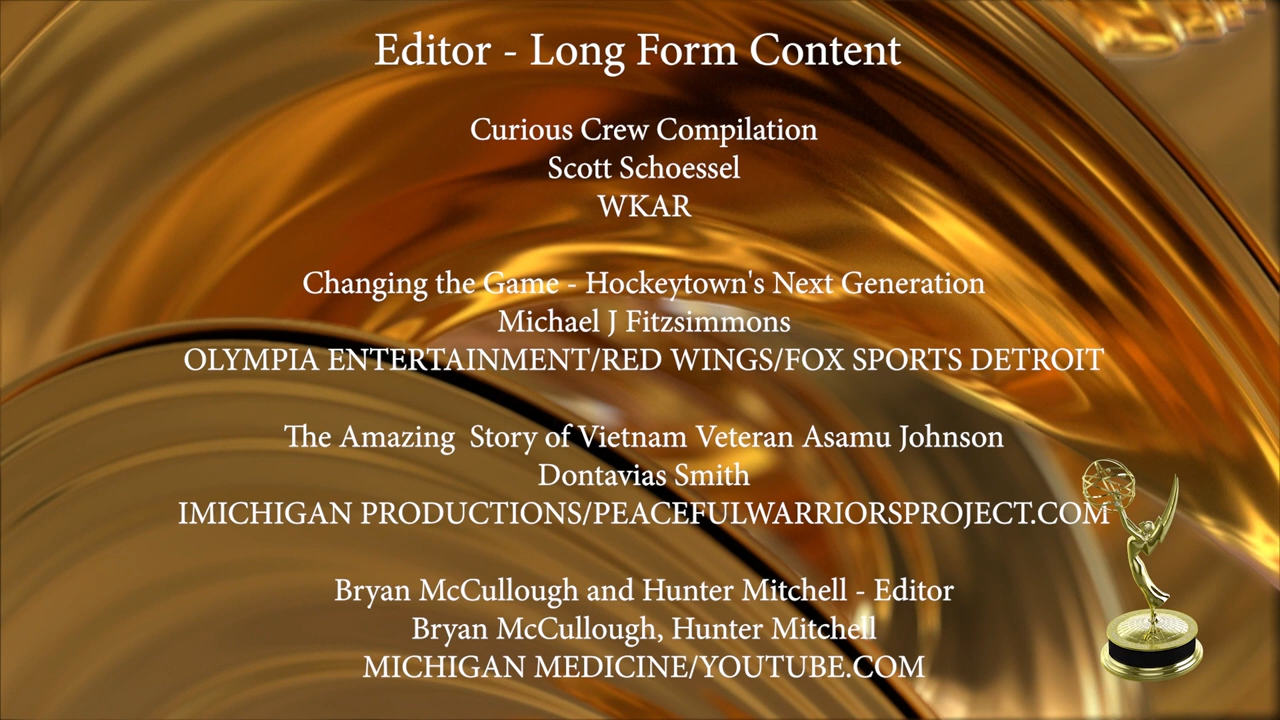 Editor - Long Form Content
Curious Crew Compilation
Scott Schoessel
WKAR
Changing the Game - Hockeytown's Next Generation
Michael J Fitzsimmons
OLYMPIA ENTERTAINMENT/RED WINGS/FOX SPORTS DETROIT
The Amazing  Story of Vietnam Veteran Asamu Johnson
Dontavias Smith
IMICHIGAN PRODUCTIONS/PEACEFULWARRIORSPROJECT.COM
Bryan McCullough and Hunter Mitchell - Editor
Bryan McCullough, Hunter Mitchell
MICHIGAN MEDICINE/YOUTUBE.COM